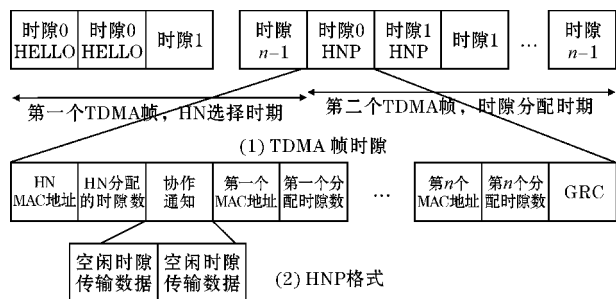 时隙0 时隙0 时隙1 时隙 时隙0 时隙1 时隙1 … 时隙
HELLO HELLO n-1 HNP HNP n-1
第一个TDMA帧，HN选择时期 第二个TDMA帧，时隙分配时期
(1) TDMA 帧时隙
HN HN分配 协作 第一个 第一个分 … 第n个 第n个分 GRC
MAC地址 的时隙数 通知 MAC地址 配时隙数 MAC地址 配时隙数
空闲时隙 空闲时隙
传输数据 传输数据
(2) HNP格式